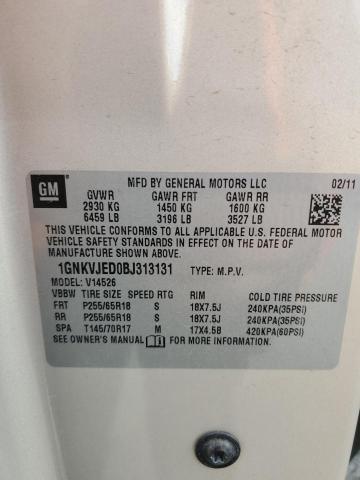 GM
MFD BY GENERAL MOTORS LLC 02/11
GVWR GAWR FRT GAWR RR
2930 KG 1450 KG 1600 KG
6459 LB 3196 LB 3527 LB
THIS VEHICLE CONFORMS TO ALL APPLICABLE U.S. FEDERAL MOTOR
VEHICLE SAFETY STANDARDS IN EFFECT ON THE DATE OF
MANUFACTURE SHOWN ABOVE.
1GNKVJED0BJ313131 TYPE: M.P.V.
MODEL: V14526
VBBW TIRE SIZE SPEED RTG RIM COLD TIRE PRESSURE
FRT P255/65R18 S 18X7.5J 240KPA(35PSI)
RR P255/65R18 S 18X7.5J 240KPA(35PSI)
SPA T145/70R17 M 17X4.5B 420KPA(60PSI)
SEE OWNER'S MANUAL FOR MORE INFORMATION